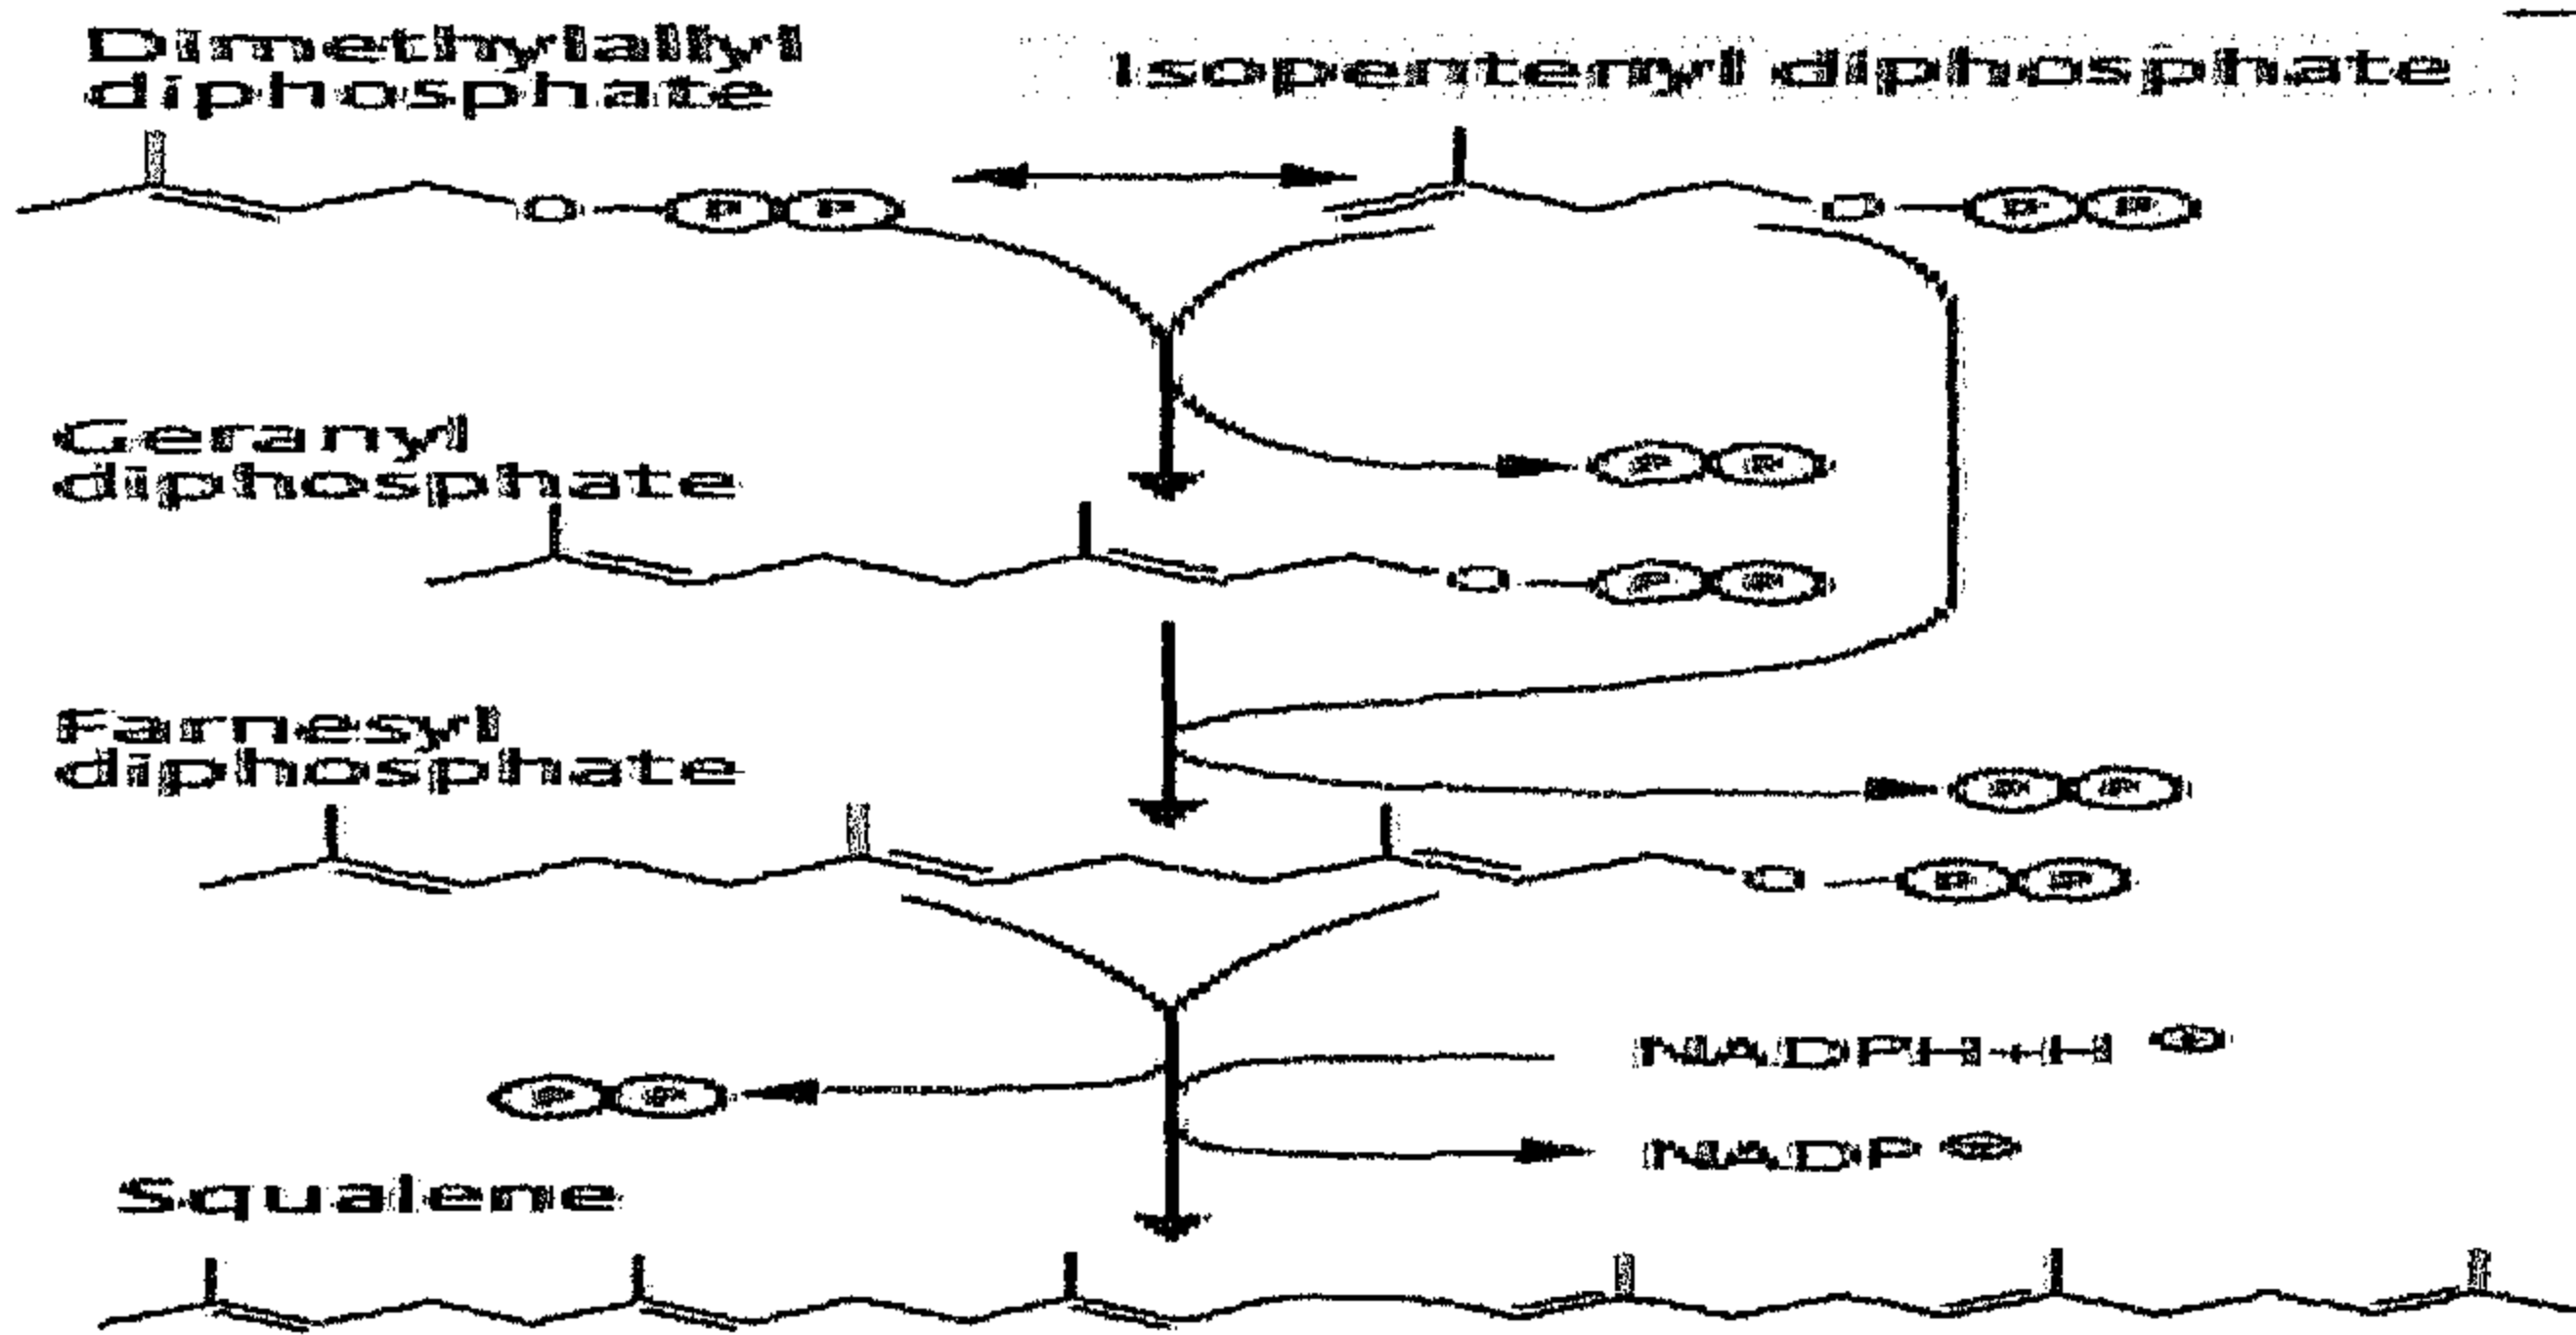 Dimethylallyl
diphosphate
Isopentenyl diphosphate
O P P
O P P
Geranyl
diphosphate
P P
O P P
Farnesyl
diphosphate
P P
O P P
NADPH+H +
P P
NADP +
Squalene